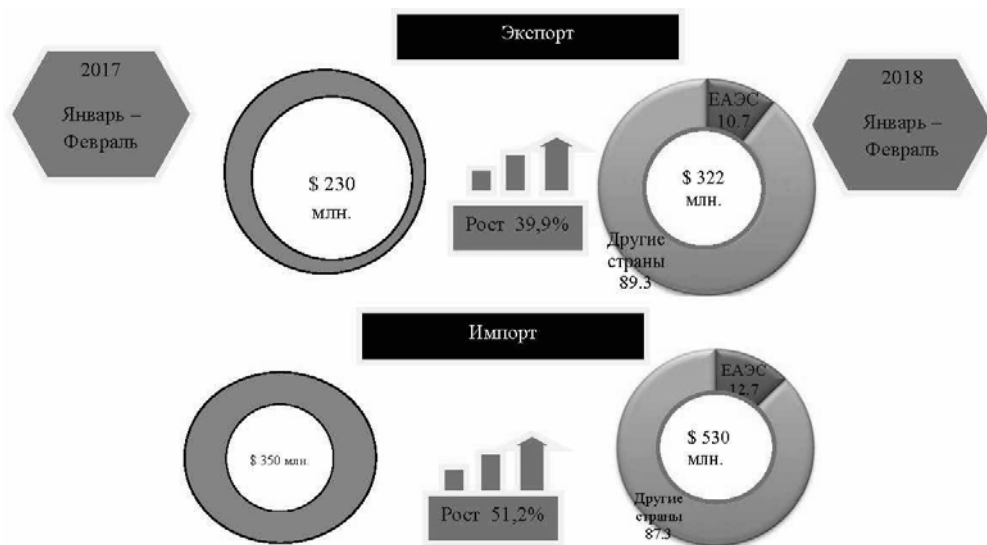 Экспорт
2017
Январь –
Февраль
$ 230
млн.
Рост 39,9%
ЕАЭС
10.7
$ 322
млн.
Другие
страны
89.3
2018
Январь –
Февраль
Импорт
$ 350 млн.
Рост 51,2%
ЕАЭС
12.7
$ 530
млн.
Другие
страны
87.3